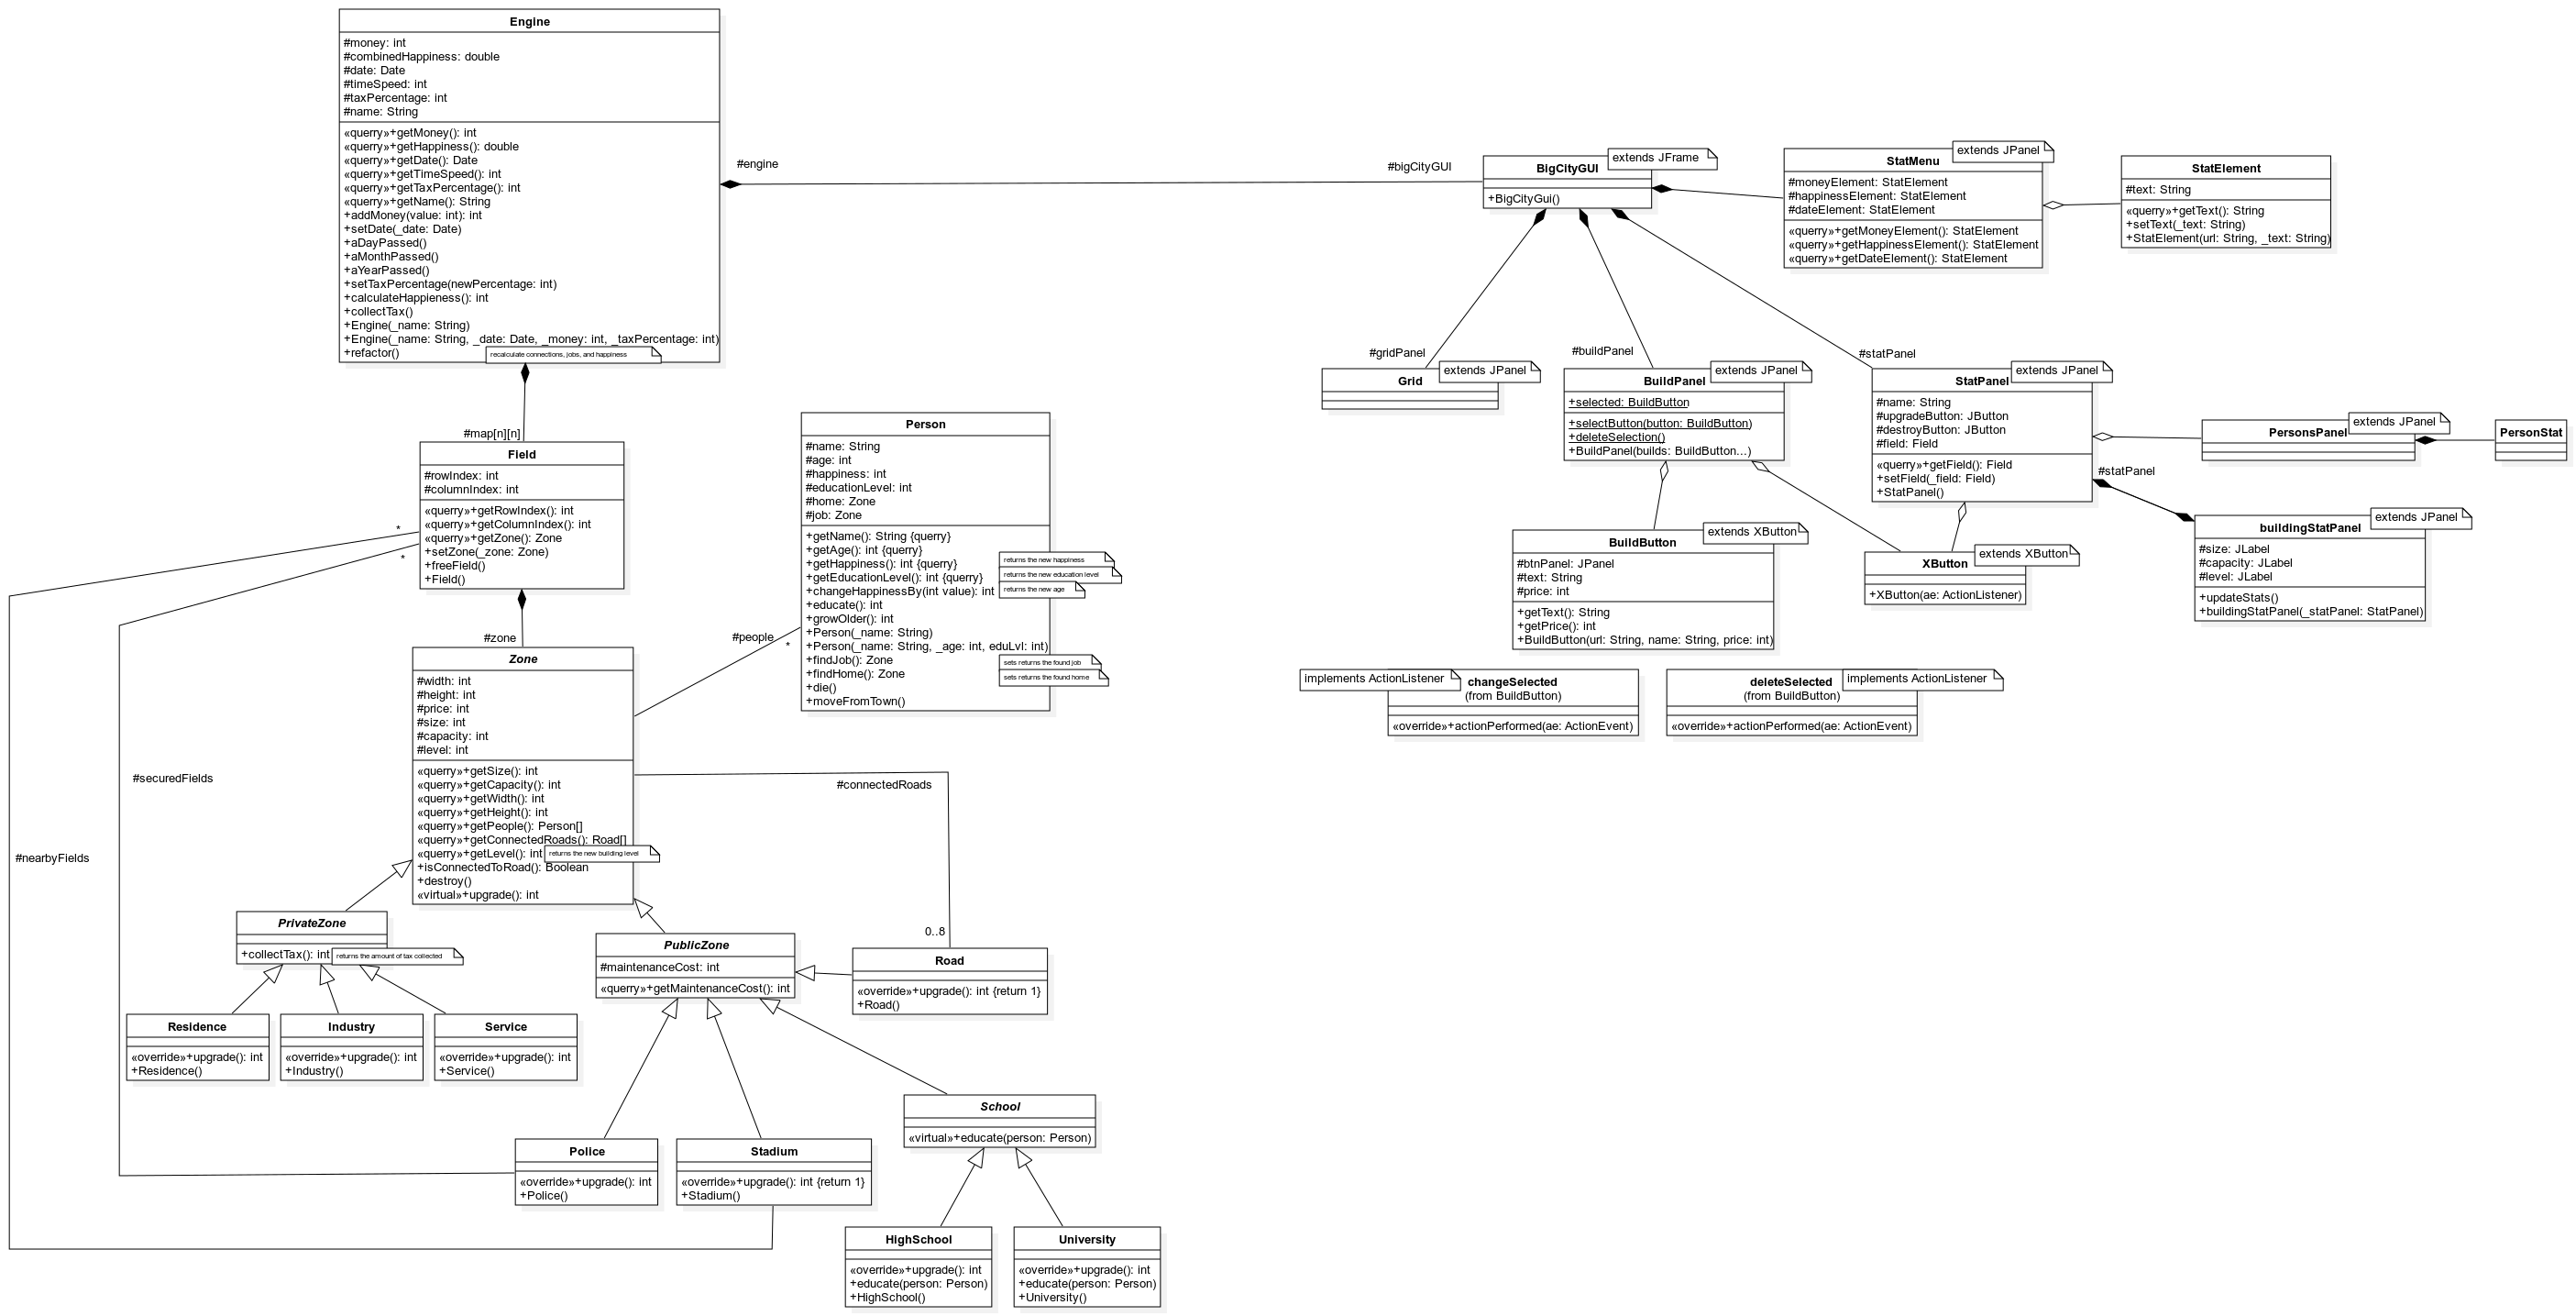 Engine
#money: int
#combinedHappiness: double
#date: Date
#timeSpeed: int
#taxPercentage: int
#name: String
«querry»+getMoney(): int
«querry»+getHappiness(): double
«querry»+getDate(): Date
«querry»+getTimeSpeed(): int
«querry»+getTaxPercentage(): int
«querry»+getName(): String
+addMoney(value: int): int
+setDate(_date: Date)
+aDayPassed()
+aMonthPassed()
+aYearPassed()
+setTaxPercentage(newPercentage: int)
+calculateHappieness(): int
+collectTax()
+Engine(_name: String)
+Engine(_name: String, _date: Date, _money: int, _taxPercentage: int)
+refactor()
recalculate connections, jobs, and happiness
#engine
#bigCityGUI
BigCityGUI
extends JFrame
+BigCityGui()
StatMenu
extends JPanel
#moneyElement: StatElement
#happinessElement: StatElement
#dateElement: StatElement
«querry»+getMoneyElement(): StatElement
«querry»+getHappinessElement(): StatElement
«querry»+getDateElement(): StatElement
StatElement
#text: String
«querry»+getText(): String
+setText(_text: String)
+StatElement(url: String, _text: String)
#gridPanel
#buildPanel
#statPanel
Grid
extends JPanel
BuildPanel
extends JPanel
+selected: BuildButton
+selectButton(button: BuildButton)
+deleteSelection()
+BuildPanel(builds: BuildButton...)
StatPanel
extends JPanel
#name: String
#upgradeButton: JButton
#destroyButton: JButton
#field: Field
«querry»+getField(): Field
+setField(_field: Field)
+StatPanel()
PersonsPanel
extends JPanel
PersonStat
#statPanel
buildingStatPanel
extends JPanel
#size: JLabel
#capacity: JLabel
#level: JLabel
+updateStats()
+buildingStatPanel(_statPanel: StatPanel)
BuildButton
extends XButton
#btnPanel: JPanel
#text: String
#price: int
+getText(): String
+getPrice(): int
+BuildButton(url: String, name: String, price: int)
XButton
extends XButton
+XButton(ae: ActionListener)
implements ActionListener
changeSelected
(from BuildButton)
«override»+actionPerformed(ae: ActionEvent)
deleteSelected
(from BuildButton)
implements ActionListener
«override»+actionPerformed(ae: ActionEvent)
#map[n][n]
Field
#rowIndex: int
#columnIndex: int
«querry»+getRowIndex(): int
«querry»+getColumnIndex(): int
«querry»+getZone(): Zone
+setZone(_zone: Zone)
+freeField()
+Field()
*
*
#zone
Person
#name: String
#age: int
#happiness: int
#educationLevel: int
#home: Zone
#job: Zone
+getName(): String {querry}
+getAge(): int {querry}
+getHappiness(): int {querry}
+getEducationLevel(): int {querry}
+changeHappinessBy(int value): int
+educate(): int
+growOlder(): int
+Person(_name: String)
+Person(_name: String, _age: int, eduLvl: int)
+findJob(): Zone
+findHome(): Zone
+die()
+moveFromTown()
returns the new happiness
returns the new education level
returns the new age
sets returns the found job
sets returns the found home
#people
*
Zone
#width: int
#height: int
#price: int
#size: int
#capacity: int
#level: int
«querry»+getSize(): int
«querry»+getCapacity(): int
«querry»+getWidth(): int
«querry»+getHeight(): int
«querry»+getPeople(): Person[]
«querry»+getConnectedRoads(): Road[]
«querry»+getLevel(): int
+isConnectedToRoad(): Boolean
+destroy()
«virtual»+upgrade(): int
returns the new building level
#securedFields
#nearbyFields
#connectedRoads
0..8
PrivateZone
+collectTax(): int
returns the amount of tax collected
PublicZone
#maintenanceCost: int
«querry»+getMaintenanceCost(): int
Road
«override»+upgrade(): int {return 1}
+Road()
Residence
«override»+upgrade(): int
+Residence()
Industry
«override»+upgrade(): int
+Industry()
Service
«override»+upgrade(): int
+Service()
School
«virtual»+educate(person: Person)
Police
«override»+upgrade(): int
+Police()
Stadium
«override»+upgrade(): int {return 1}
+Stadium()
HighSchool
«override»+upgrade(): int
+educate(person: Person)
+HighSchool()
University
«override»+upgrade(): int
+educate(person: Person)
+University()